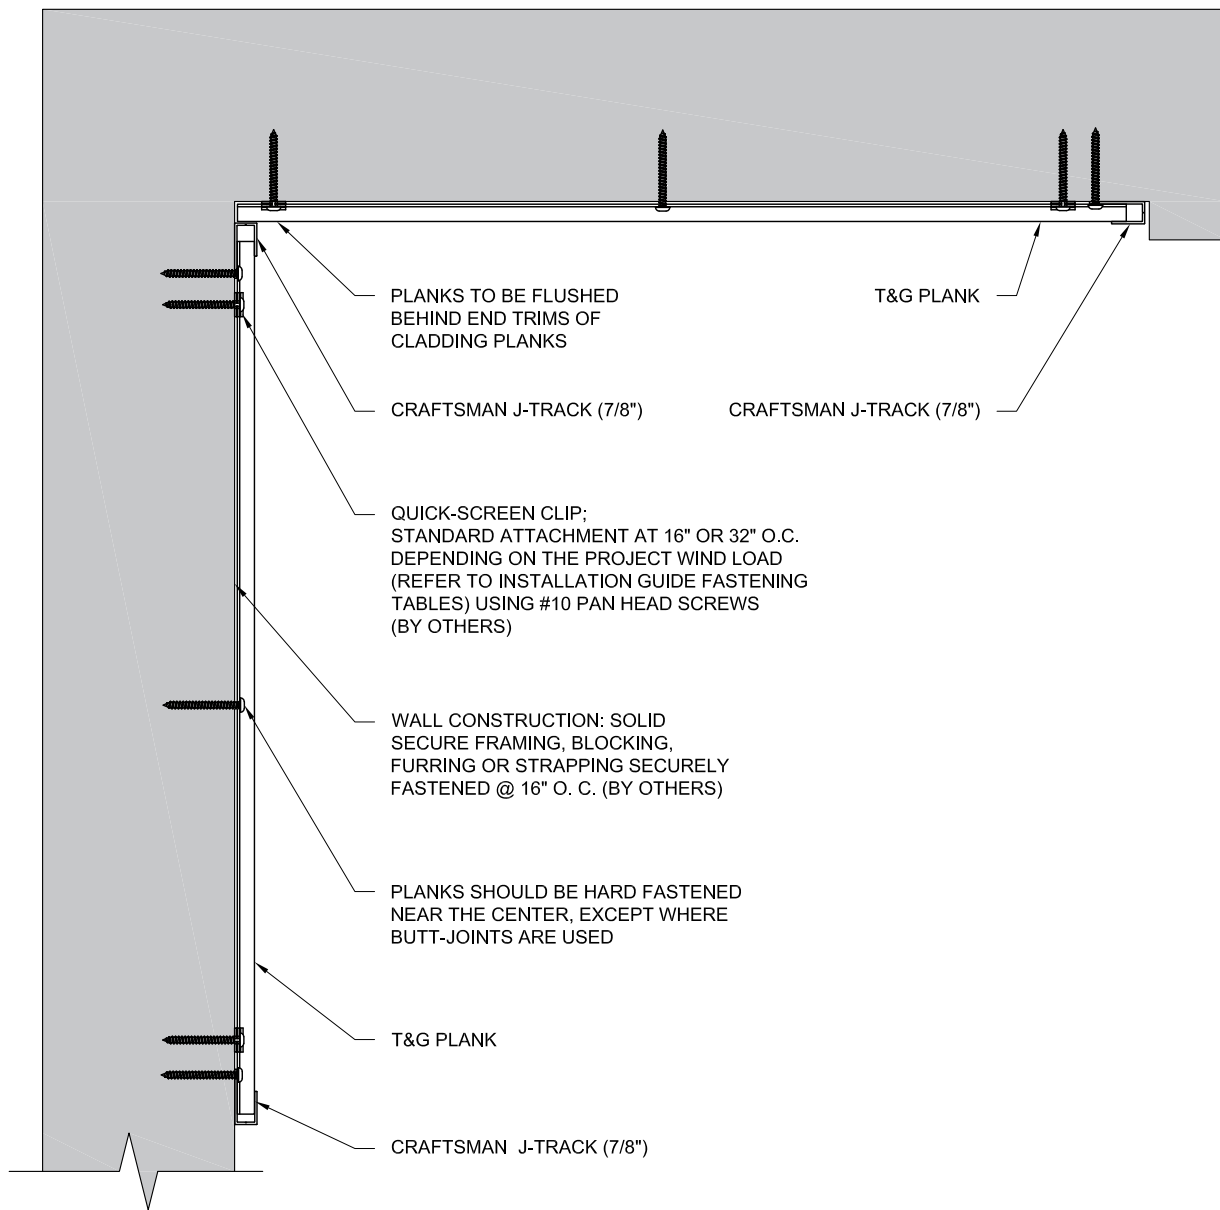 PLANKS TO BE FLUSHED
BEHIND END TRIMS OF
CLADDING PLANKS
T&G PLANK
CRAFTSMAN J-TRACK (7/8")
CRAFTSMAN J-TRACK (7/8")
QUICK-SCREEN CLIP;
STANDARD ATTACHMENT AT 16" OR 32" O.C.
DEPENDING ON THE PROJECT WIND LOAD
(REFER TO INSTALLATION GUIDE FASTENING
TABLES) USING #10 PAN HEAD SCREWS
(BY OTHERS)
WALL CONSTRUCTION: SOLID
SECURE FRAMING, BLOCKING,
FURRING OR STRAPPING SECURELY
FASTENED @ 16" O. C. (BY OTHERS)
PLANKS SHOULD BE HARD FASTENED
NEAR THE CENTER, EXCEPT WHERE
BUTT-JOINTS ARE USED
T&G PLANK
CRAFTSMAN  J-TRACK (7/8")